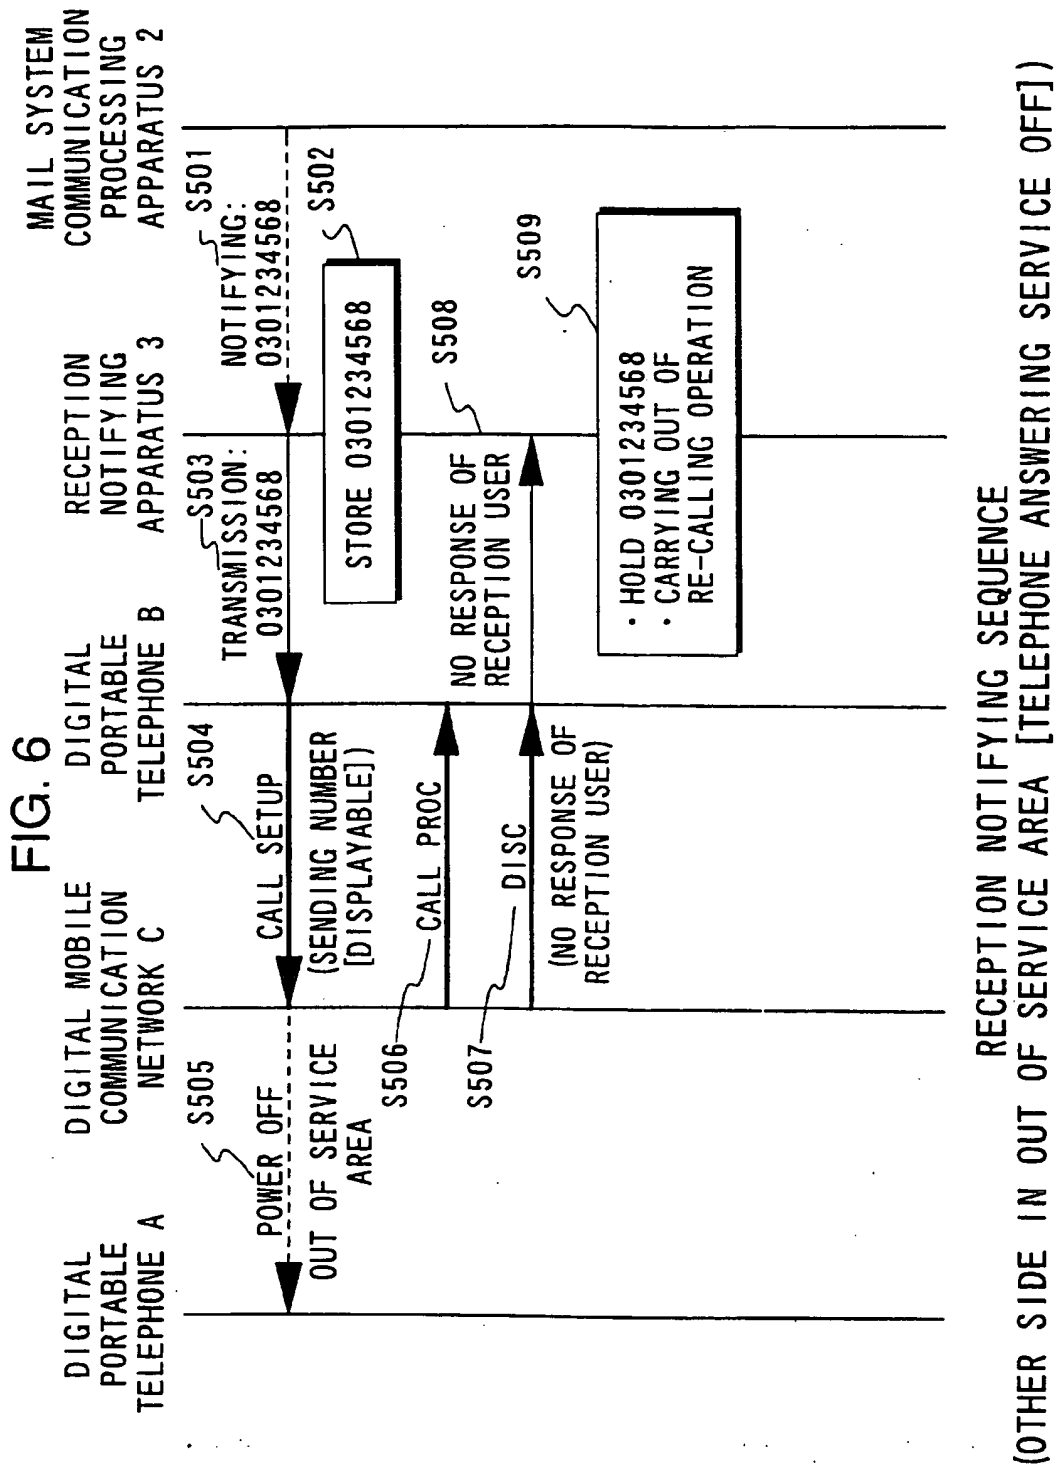 FIG. 6
DIGITAL
PORTABLE
TELEPHONE A
DIGITAL MOBILE
COMMUNICATION
NETWORK C
DIGITAL
PORTABLE
TELEPHONE B
RECEPTION
NOTIFYING
APPARATUS 3
MAIL SYSTEM
COMMUNICATION
PROCESSING
APPARATUS 2
S501
NOTIFYING:
0301234568
S502
STORE 0301234568
S503
TRANSMISSION:
0301234568
S504
CALL SETUP
(SENDING NUMBER
[DISPLAYABLE])
S505
POWER OFF
OUT OF SERVICE
AREA
S506
CALL PROC
S507
DISC
(NO RESPONSE OF
RECEPTION USER)
S508
NO RESPONSE OF
RECEPTION USER
S509
• HOLD 0301234568
• CARRYING OUT OF
RE-CALLING OPERATION
RECEPTION NOTIFYING SEQUENCE
(OTHER SIDE IN OUT OF SERVICE AREA [TELEPHONE ANSWERING SERVICE OFF])